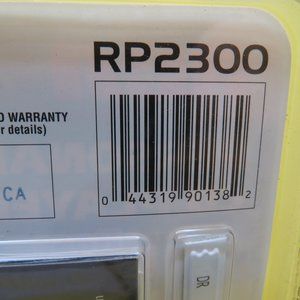 RP2300
WARRANTY
details)
0 44319 90138 2
CA
DR